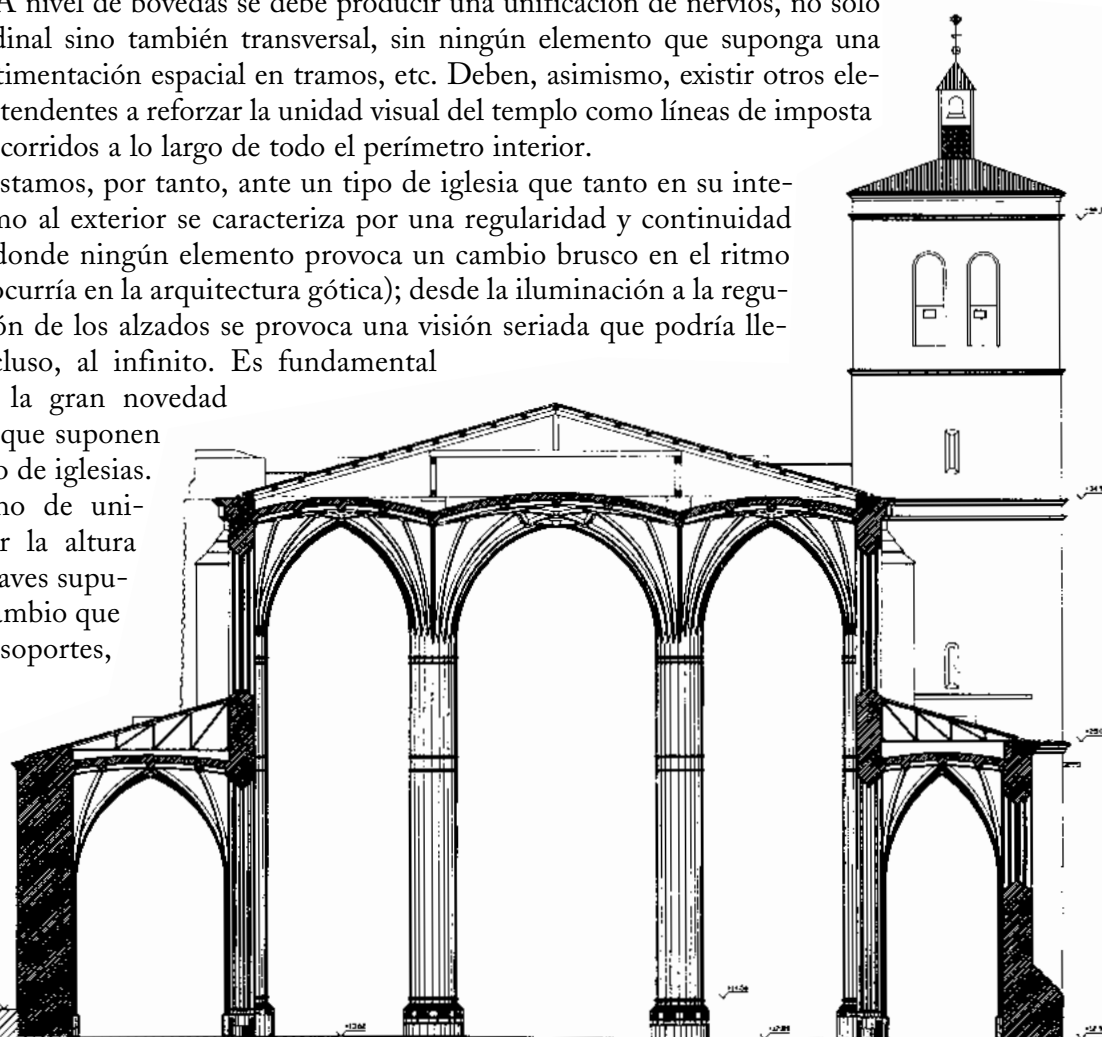 A nivel de bóvedas se debe producir una unificación de nervios, no solo
dinal sino también transversal, sin ningún elemento que suponga una
timentación espacial en tramos, etc. Deben, asimismo, existir otros ele-
tendentes a reforzar la unidad visual del templo como líneas de imposta
corridos a lo largo de todo el perímetro interior.
stamos, por tanto, ante un tipo de iglesia que tanto en su inte-
mo al exterior se caracteriza por una regularidad y continuidad
donde ningún elemento provoca un cambio brusco en el ritmo
ocurría en la arquitectura gótica); desde la iluminación a la regu-
ón de los alzados se provoca una visión seriada que podría lle-
cluso, al infinito. Es fundamental
la gran novedad
que suponen
o de iglesias.
no de uni-
r la altura
aves supu-
ambio que
soportes,